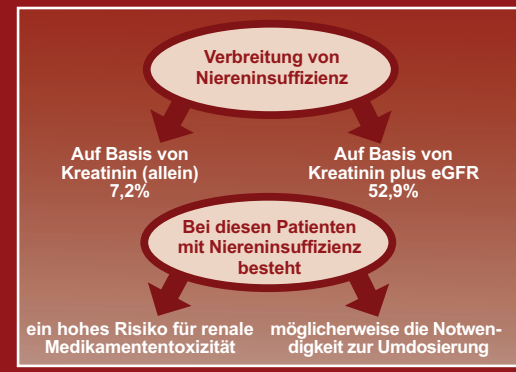 Verbreitung von
Niereninsuffizienz
Auf Basis von
Kreatinin (allein)
7,2%
Auf Basis von
Kreatinin plus eGFR
52,9%
Bei diesen Patienten
mit Niereninsuffizienz
besteht
ein hohes Risiko für renale
Medikamententoxizität
möglicherweise die Notwen-
digkeit zur Umdosierung